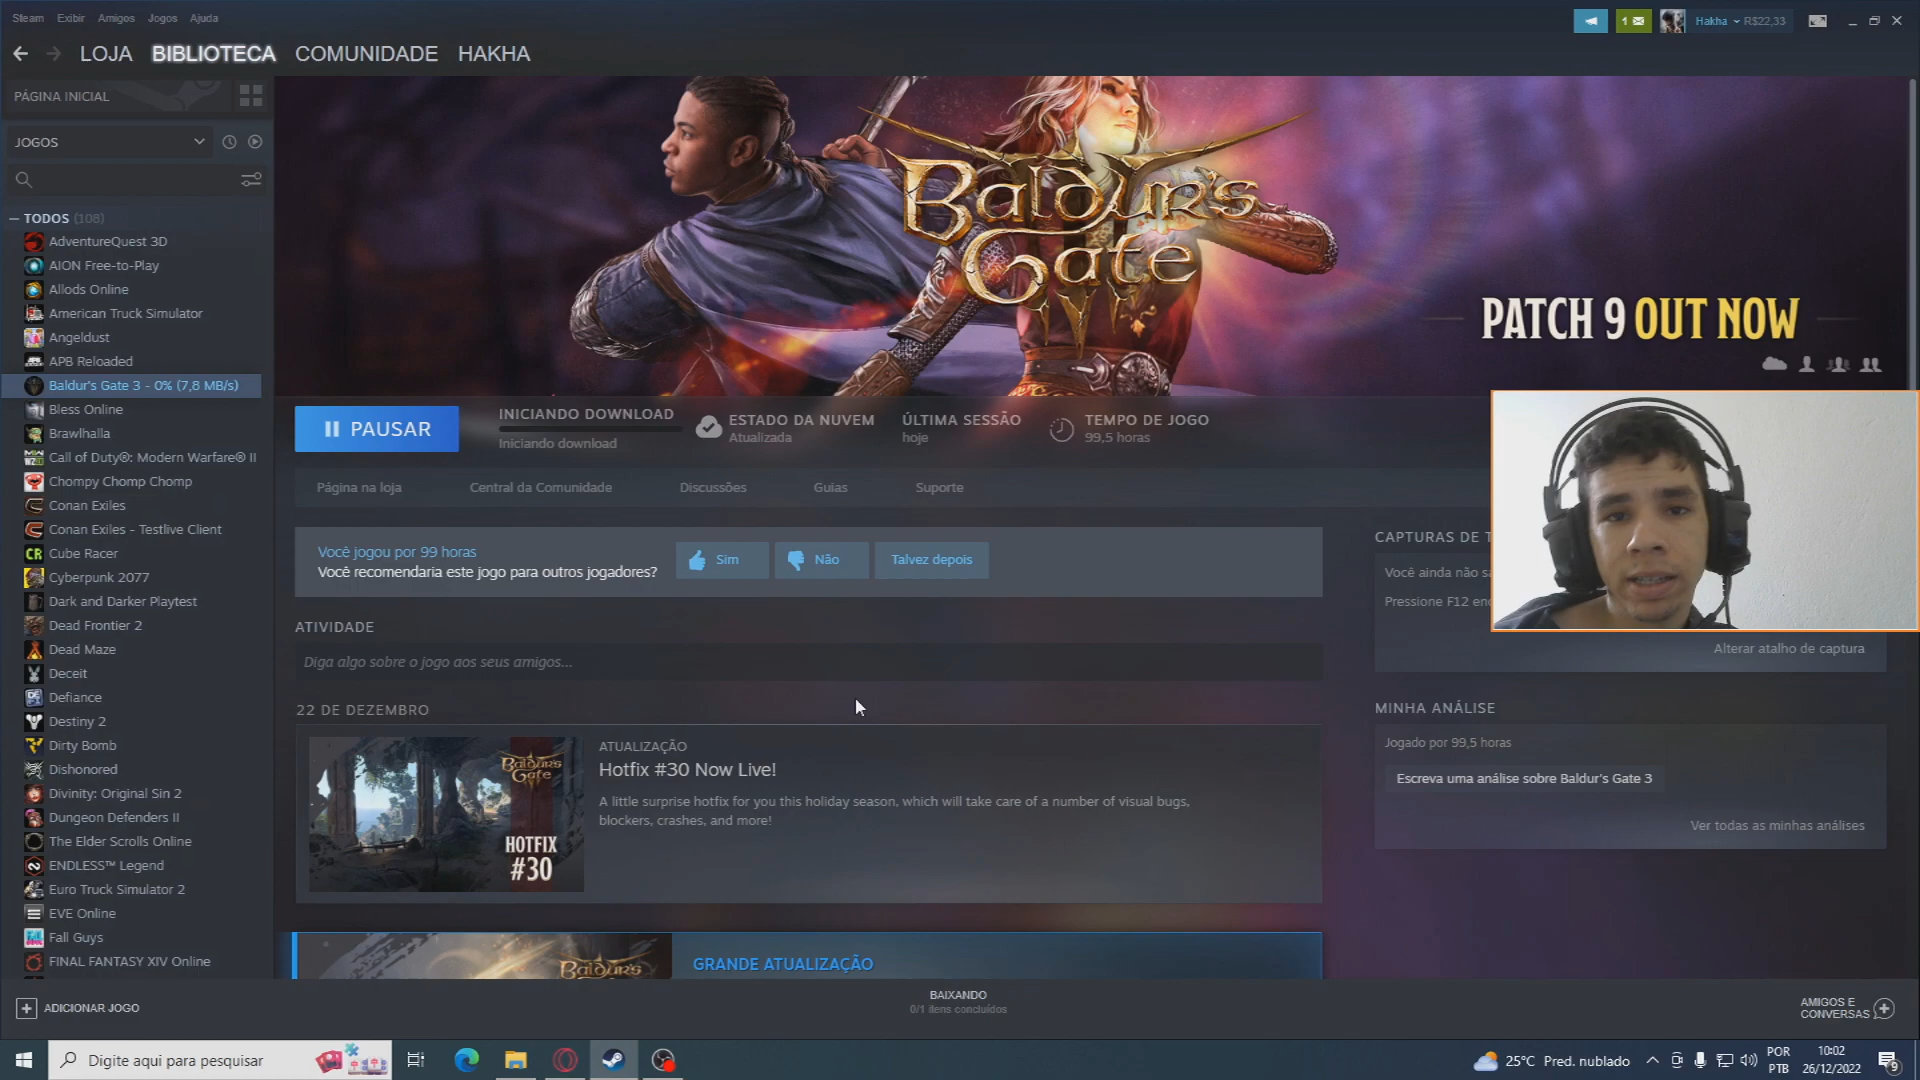 Steam Exibir Amigos Jogos Ajuda
1
Hakha R$22,33
LOJA BIBLIOTECA COMUNIDADE HAKHA
PÁGINA INICIAL
JOGOS
TODOS (108)
AdventureQuest 3D
AION Free-to-Play
Allods Online
American Truck Simulator
Angeldust
APB Reloaded
Baldur's Gate 3 - 0% (7,8 MB/s)
Bless Online
Brawlhalla
Call of Duty®: Modern Warfare® II
Chompy Chomp Chomp
Conan Exiles
Conan Exiles - Testlive Client
Cube Racer
Cyberpunk 2077
Dark and Darker Playtest
Dead Frontier 2
Dead Maze
Deceit
Defiance
Destiny 2
Dirty Bomb
Dishonored
Divinity: Original Sin 2
Dungeon Defenders II
The Elder Scrolls Online
ENDLESS™ Legend
Euro Truck Simulator 2
EVE Online
Fall Guys
FINAL FANTASY XIV Online
Baldur's
Gate
PATCH 9 OUT NOW
PAUSAR
INICIANDO DOWNLOAD
Iniciando download
ESTADO DA NUVEM
Atualizada
ÚLTIMA SESSÃO
hoje
TEMPO DE JOGO
99,5 horas
Página na loja Central da Comunidade Discussões Guias Suporte
Você jogou por 99 horas
Você recomendaria este jogo para outros jogadores?
Sim Não Talvez depois
ATIVIDADE
Diga algo sobre o jogo aos seus amigos...
22 DE DEZEMBRO
Baldur's
Gate
HOTFIX
#30
ATUALIZAÇÃO
Hotfix #30 Now Live!
A little surprise hotfix for you this holiday season, which will take care of a number of visual bugs,
blockers, crashes, and more!
Baldur's
GRANDE ATUALIZAÇÃO
CAPTURAS DE T
Você ainda não sa
Pressione F12 en
Alterar atalho de captura
MINHA ANÁLISE
Jogado por 99,5 horas
Escreva uma análise sobre Baldur's Gate 3
Ver todas as minhas análises
ADICIONAR JOGO
BAIXANDO
0/1 itens concluídos
AMIGOS E
CONVERSAS
Digite aqui para pesquisar
25°C Pred. nublado
POR
PTB
10:02
26/12/2022
9